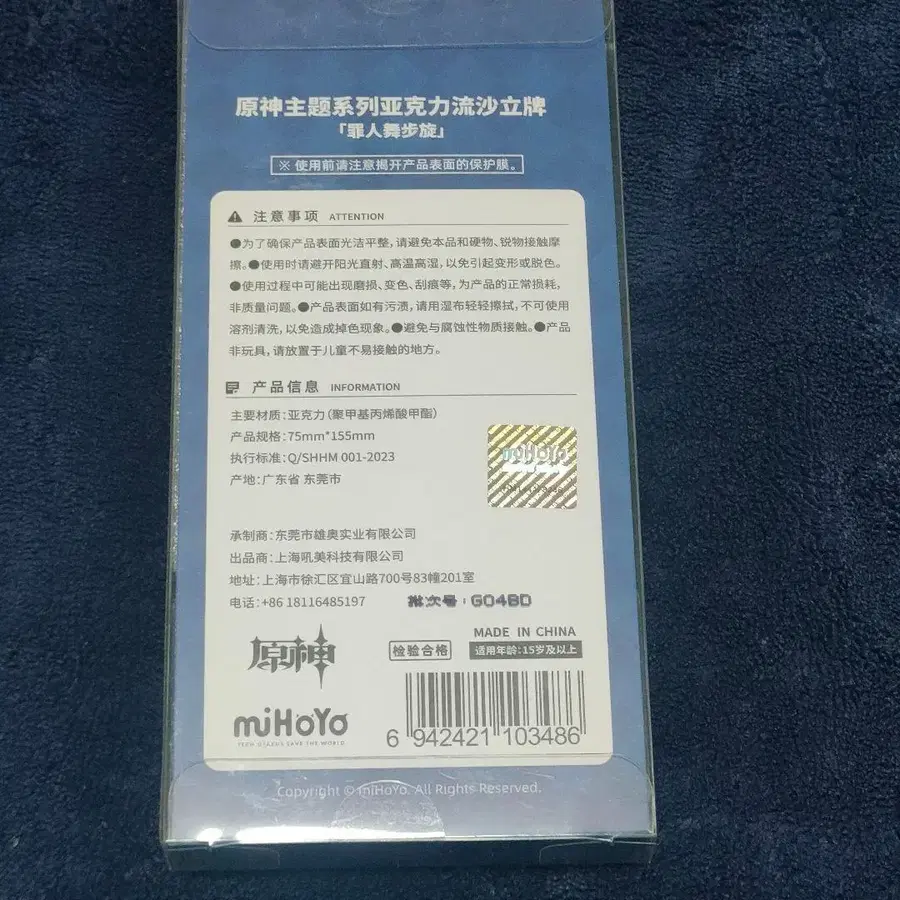 原神主题系列亚克力流沙立牌
「罪人舞步旋」
※ 使用前请注意揭开产品表面的保护膜。
注意事项 ATTENTION
●为了确保产品表面光洁平整,请避免本品和硬物、锐物接触摩
擦。●使用时请避开阳光直射、高温高湿,以免引起变形或脱色。
●使用过程中可能出现磨损、变色、刮痕等,为产品的正常损耗,
非质量问题。●产品表面如有污渍,请用湿布轻轻擦拭,不可使用
溶剂清洗,以免造成掉色现象。●避免与腐蚀性物质接触。●产品
非玩具,请放置于儿童不易接触的地方。
产品信息 INFORMATION
主要材质:亚克力(聚甲基丙烯酸甲酯)
产品规格:75mm*155mm
执行标准:Q/SHHM 001-2023
产地:广东省 东莞市
miHoYo
承制商:东莞市雄奥实业有限公司
出品商:上海吼美科技有限公司
地址:上海市徐汇区宜山路700号83幢201室
电话:+86 18116485197 批次号:G04BD
原神
检验合格
MADE IN CHINA
适用年龄:15岁及以上
miHoYo
TECH OTAKUS SAVE THE WORLD
6 942421 103486
Copyright © miHoYo. All Rights Reserved.